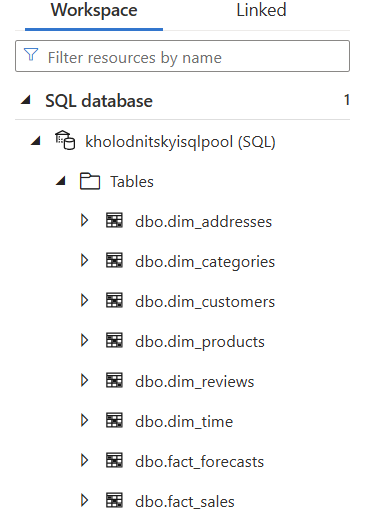 Workspace Linked
Filter resources by name
SQL database 1
kholodnitskyisqlpool (SQL)
Tables
dbo.dim_addresses
dbo.dim_categories
dbo.dim_customers
dbo.dim_products
dbo.dim_reviews
dbo.dim_time
dbo.fact_forecasts
dbo.fact_sales